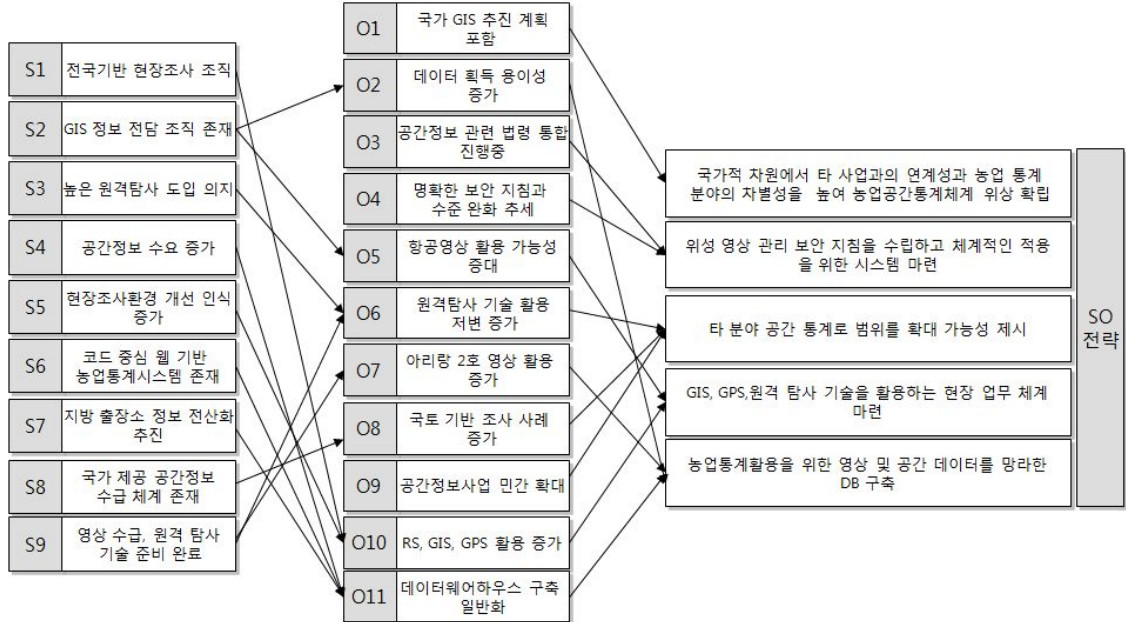 S1
전국기반 현장조사 조직
S2
GIS 정보 전담 조직 존재
S3
높은 원격탐사 도입 의지
S4
공간정보 수요 증가
S5
현장조사환경 개선 인식
증가
S6
코드 중심 웹 기반
농업통계시스템 존재
S7
지방 출장소 정보 전산화
추진
S8
국가 제공 공간정보
수급 체계 존재
S9
영상 수급, 원격 탐사
기술 준비 완료
O1
국가 GIS 추진 계획
포함
O2
데이터 획득 용이성
증가
O3
공간정보 관련 법령 통합
진행중
O4
명확한 보안 지침과
수준 완화 추세
O5
항공영상 활용 가능성
증대
O6
원격탐사 기술 활용
저변 증가
O7
아리랑 2호 영상 활용
증가
O8
국토 기반 조사 사례
증가
O9
공간정보사업 민간 확대
O10
RS, GIS, GPS 활용 증가
O11
데이터웨어하우스 구축
일반화
국가적 차원에서 타 사업과의 연계성과 농업 통계
분야의 차별성을 높여 농업공간통계체계 위상 확립
위성 영상 관리 보안 지침을 수립하고 체계적인 적용
을 위한 시스템 마련
타 분야 공간 통계로 범위를 확대 가능성 제시
GIS, GPS,원격 탐사 기술을 활용하는 현장 업무 체계
마련
농업통계활용을 위한 영상 및 공간 데이터를 망라한
DB 구축
SO
전략